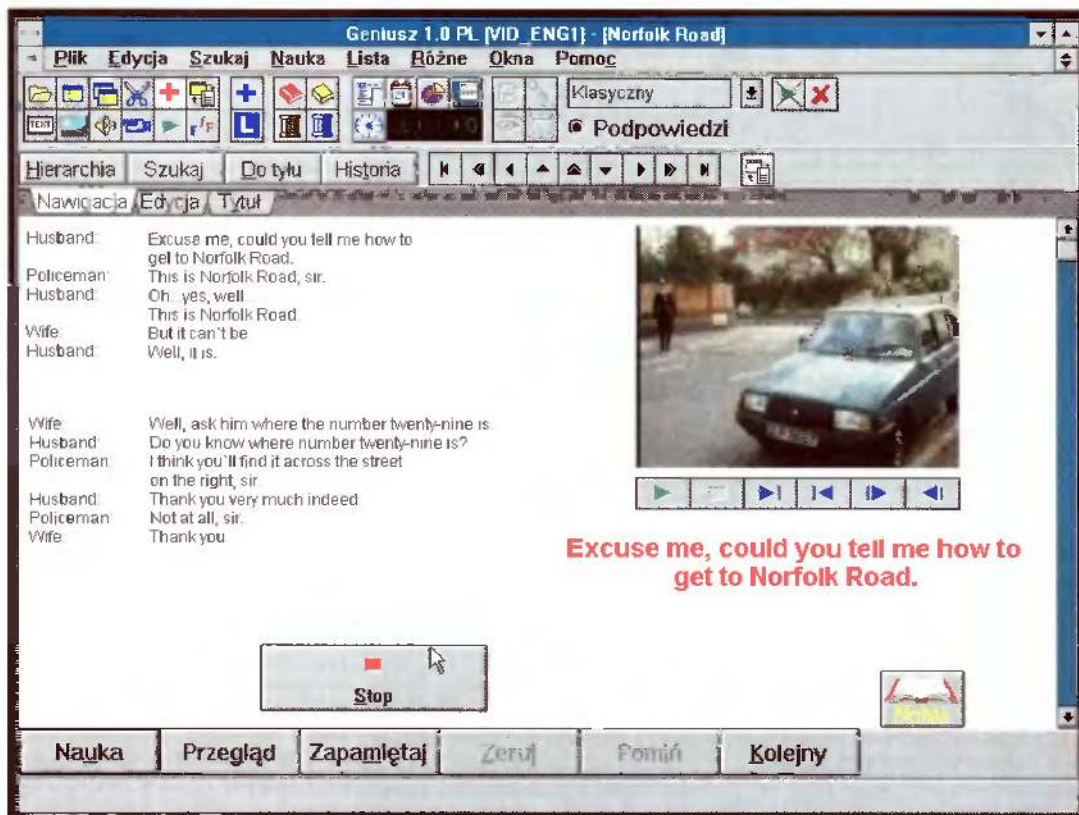 Geniusz 1.0 PL [VID_ENG1] - [Norfolk Road]
Plik Edycja Szukaj Nauka Lista Różne Okna Pomoc
Klasyczny
TEXT
L
Podpowiedzi
Hierarchia Szukaj Do tyłu Historia
Nawigacja Edycja Tytuł
Husband: Excuse me, could you tell me how to
get to Norfolk Road.
Policeman: This is Norfolk Road, sir.
Husband: Oh.. yes, well...
This is Norfolk Road.
Wife: But it can't be
Husband: Well, it is.
Wife: Well, ask him where the number twenty-nine is.
Husband: Do you know where number twenty-nine is?
Policeman: I think you`ll find it across the street
on the right, sir.
Husband: Thank you very much indeed
Policeman: Not at all, sir.
Wife: Thank you
Excuse me, could you tell me how to
get to Norfolk Road.
Stop
Notes
Nauka Przegląd Zapamiętaj Zeruj Pomiń Kolejny